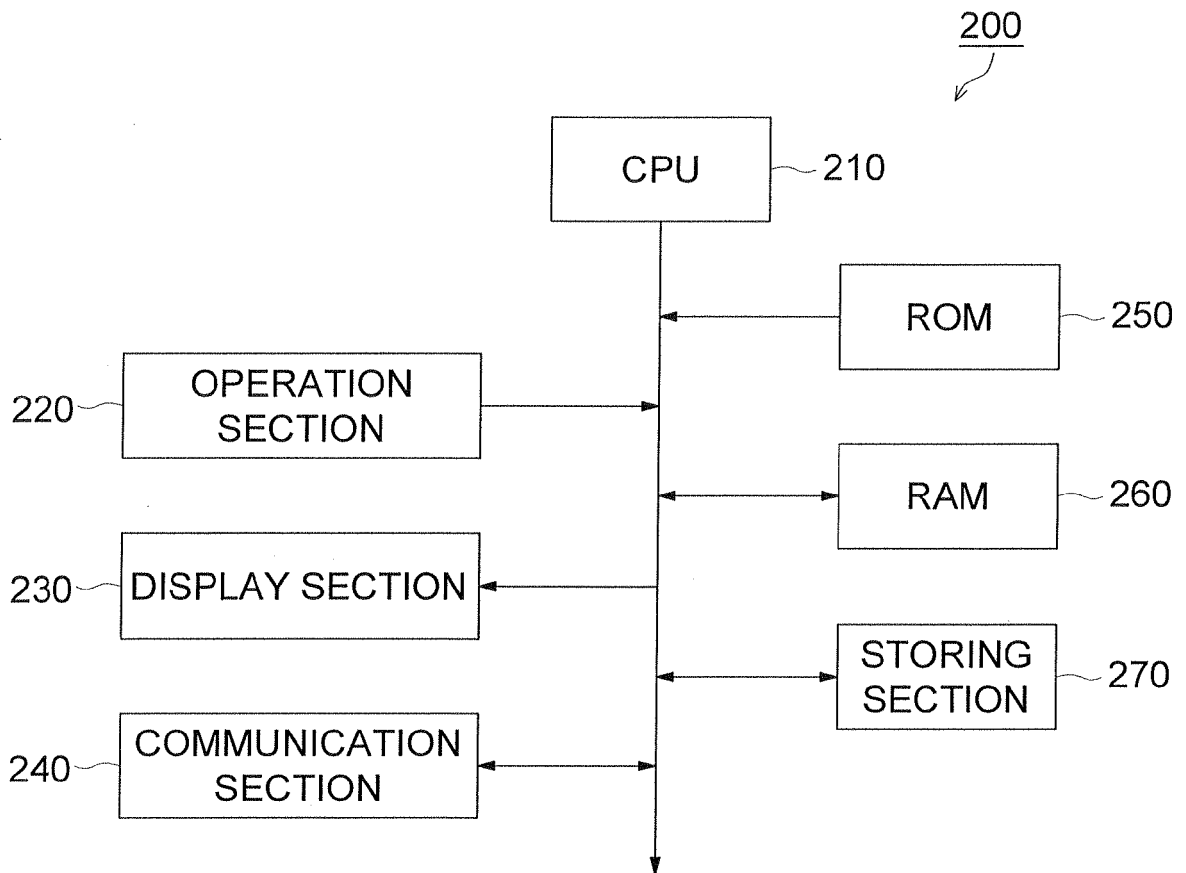 200
CPU
210
ROM
250
OPERATION
SECTION
220
RAM
260
DISPLAY SECTION
230
STORING
SECTION
270
COMMUNICATION
SECTION
240